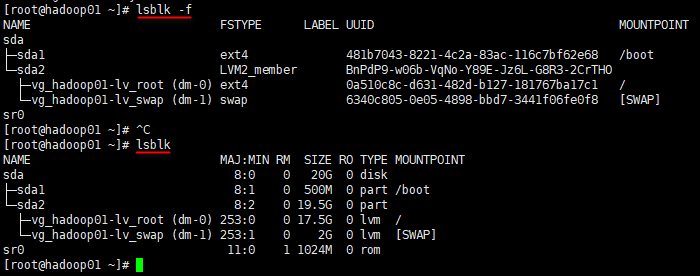 [root@hadoop01 ~]# lsblk -f
NAME FSTYPE LABEL UUID MOUNTPOINT
sda
├─sda1 ext4 481b7043-8221-4c2a-83ac-116c7bf62e68 /boot
└─sda2 LVM2_member BnPdP9-w06b-VqNo-Y89E-Jz6L-G8R3-2CrTHO
├─vg_hadoop01-lv_root (dm-0) ext4 0a510c8c-d631-482d-b127-181767ba17c1 /
└─vg_hadoop01-lv_swap (dm-1) swap 6340c805-0e05-4898-bbd7-3441f06fe0f8 [SWAP]
sr0
[root@hadoop01 ~]# ^C
[root@hadoop01 ~]# lsblk
NAME MAJ:MIN RM SIZE RO TYPE MOUNTPOINT
sda 8:0 0 20G 0 disk
├─sda1 8:1 0 500M 0 part /boot
└─sda2 8:2 0 19.5G 0 part
├─vg_hadoop01-lv_root (dm-0) 253:0 0 17.5G 0 lvm /
└─vg_hadoop01-lv_swap (dm-1) 253:1 0 2G 0 lvm [SWAP]
sr0 11:0 1 1024M 0 rom
[root@hadoop01 ~]#